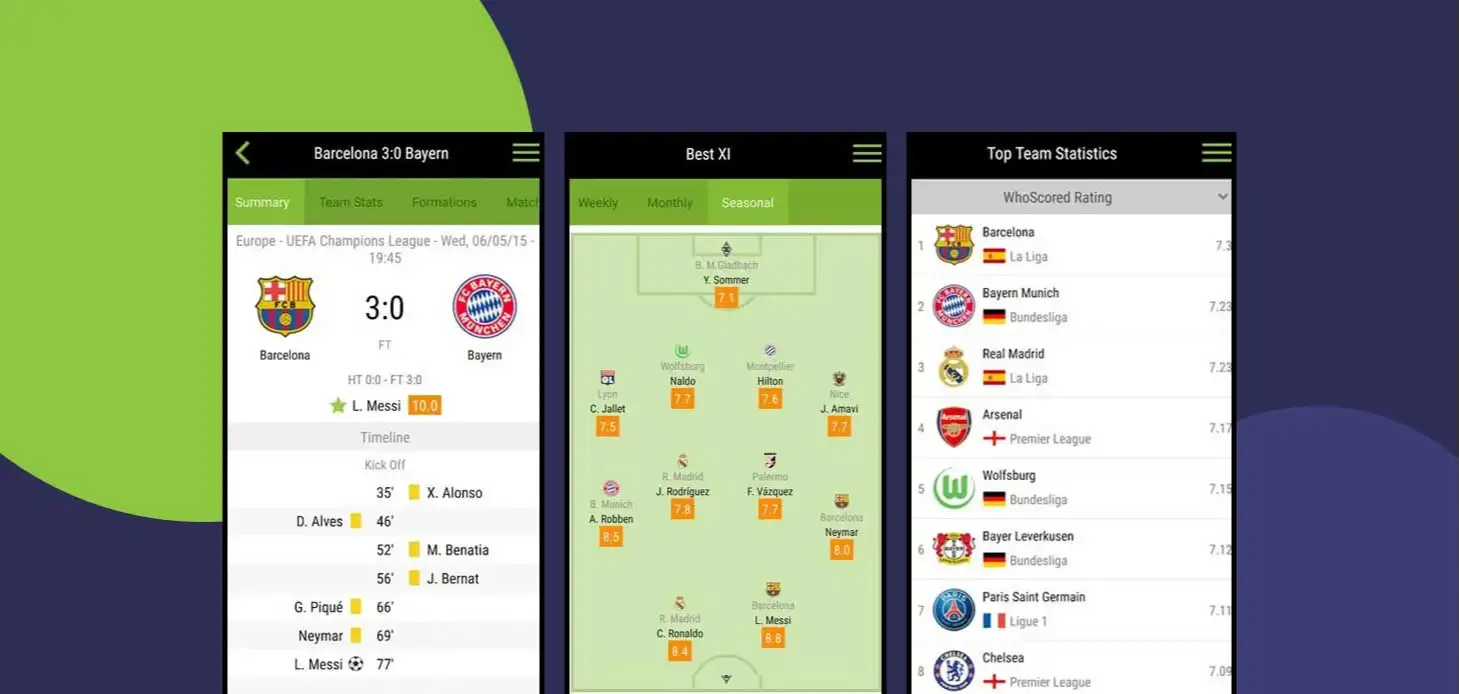 Barcelona 3:0 Bayern
Summary Team Stats Formations Match
Europe - UEFA Champions League - Wed, 06/05/15 -
19:45
FCB
FC BAYERN
MÜNCHEN
3:0
FT
Barcelona Bayern
HT 0:0 - FT 3:0
L. Messi 10.0
Timeline
Kick Off
35' X. Alonso
D. Alves 46'
52' M. Benatia
56' J. Bernat
G. Piqué 66'
Neymar 69'
L. Messi 77'
Best XI
Weekly Monthly Seasonal
B. M.Gladbach
Y. Sommer
7.1
Lyon
C. Jallet
7.5
Wolfsburg
Naldo
7.7
Montpellier
Hilton
7.6
Nice
J. Amavi
7.7
B. Munich
A. Robben
8.5
R. Madrid
J. Rodríguez
7.8
Palermo
F. Vázquez
7.7
Barcelona
Neymar
8.0
R. Madrid
C. Ronaldo
8.4
Barcelona
L. Messi
8.8
Top Team Statistics
WhoScored Rating
1 Barcelona 7.3
La Liga
2 Bayern Munich 7.23
Bundesliga
3 Real Madrid 7.23
La Liga
4 Arsenal 7.17
Premier League
5 Wolfsburg 7.15
Bundesliga
6 Bayer Leverkusen 7.12
Bundesliga
7 Paris Saint Germain 7.11
Ligue 1
8 Chelsea 7.09
Premier League